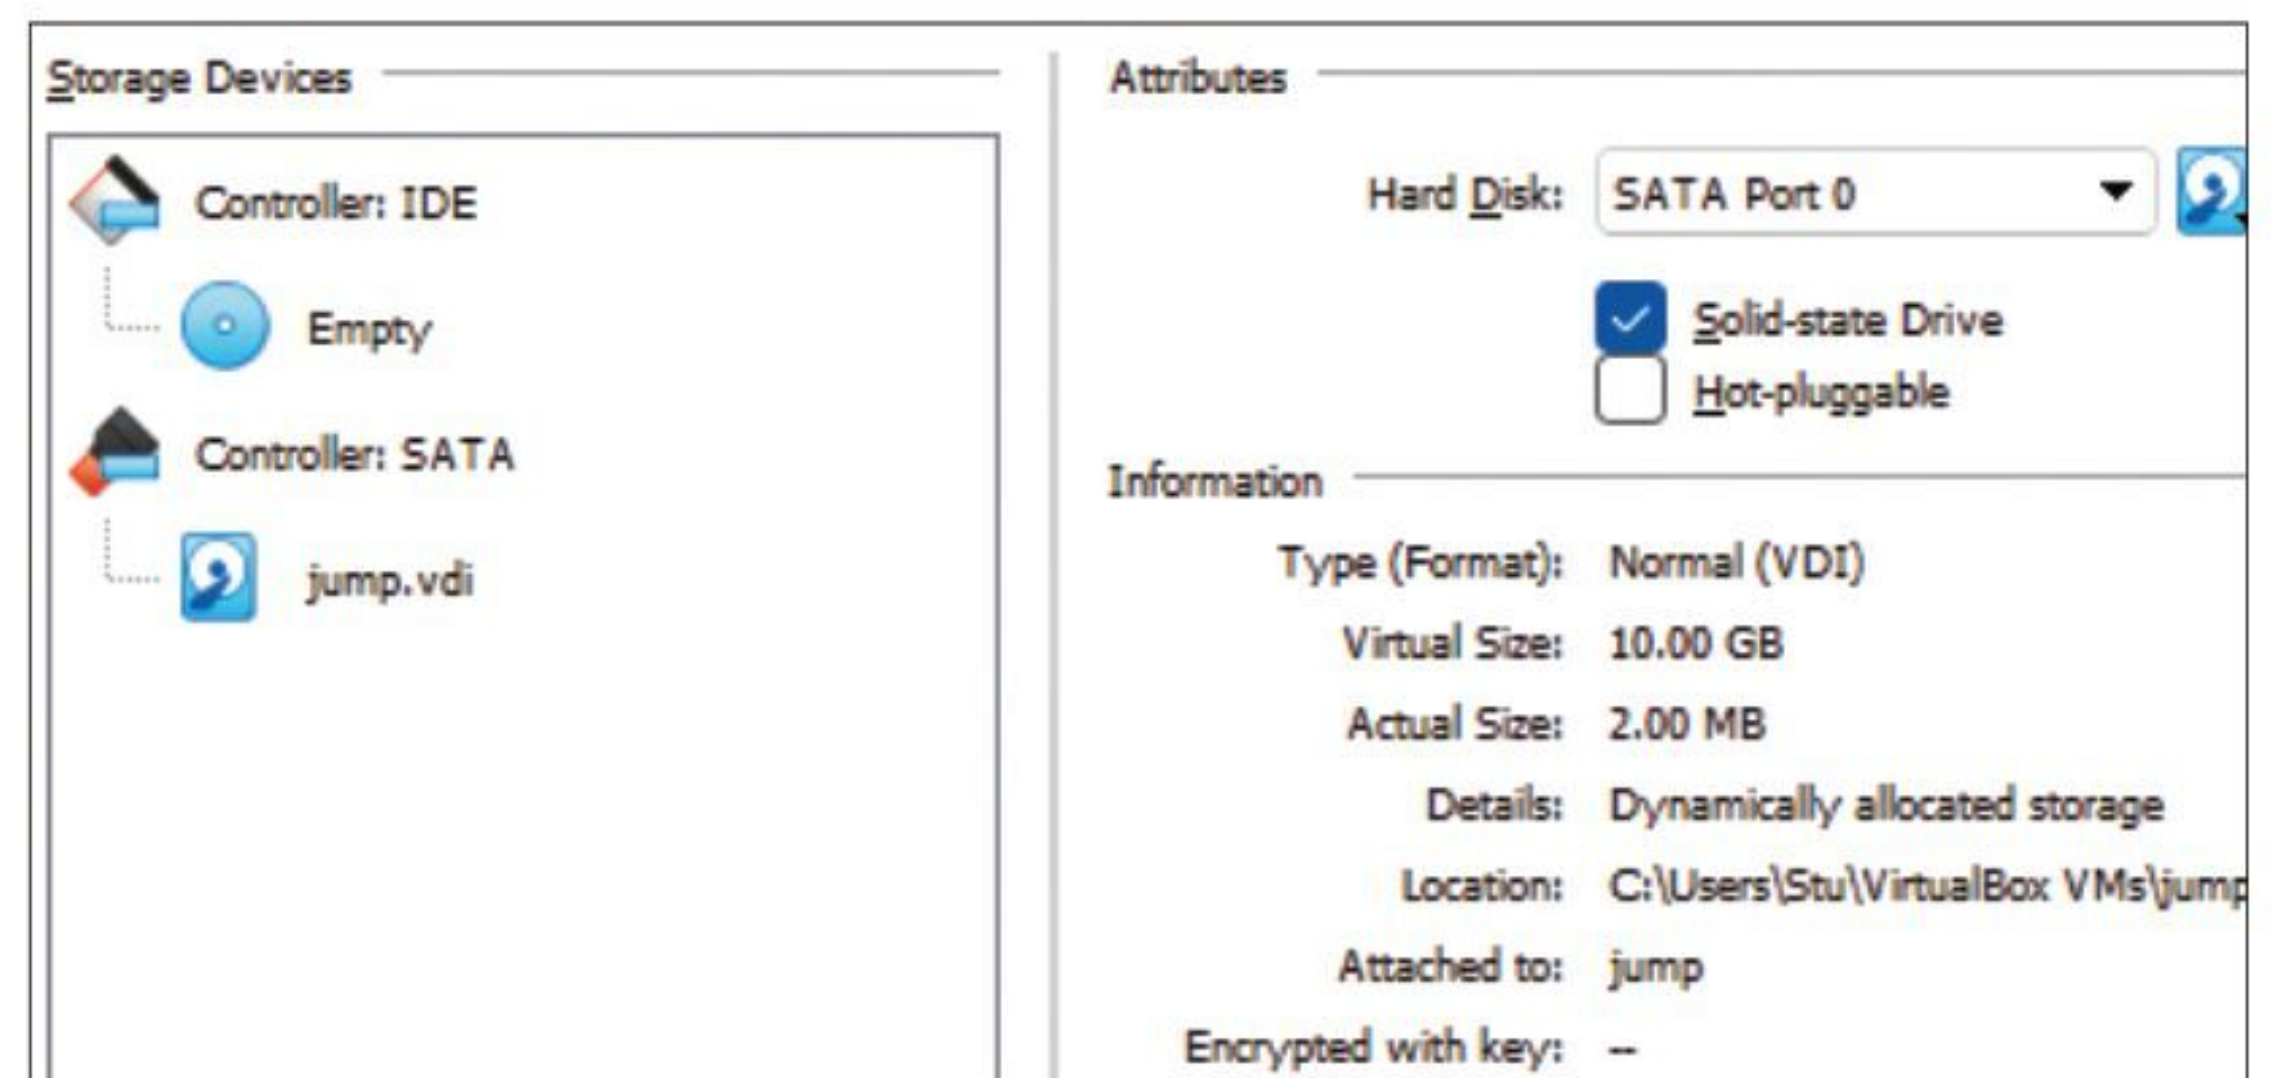 Storage Devices
Controller: IDE
Empty
Controller: SATA
jump.vdi
Attributes
Hard Disk: SATA Port 0
Solid-state Drive
Hot-pluggable
Information
Type (Format): Normal (VDI)
Virtual Size: 10.00 GB
Actual Size: 2.00 MB
Details: Dynamically allocated storage
Location: C:\Users\Stu\VirtualBox VMs\jump
Attached to: jump
Encrypted with key: --